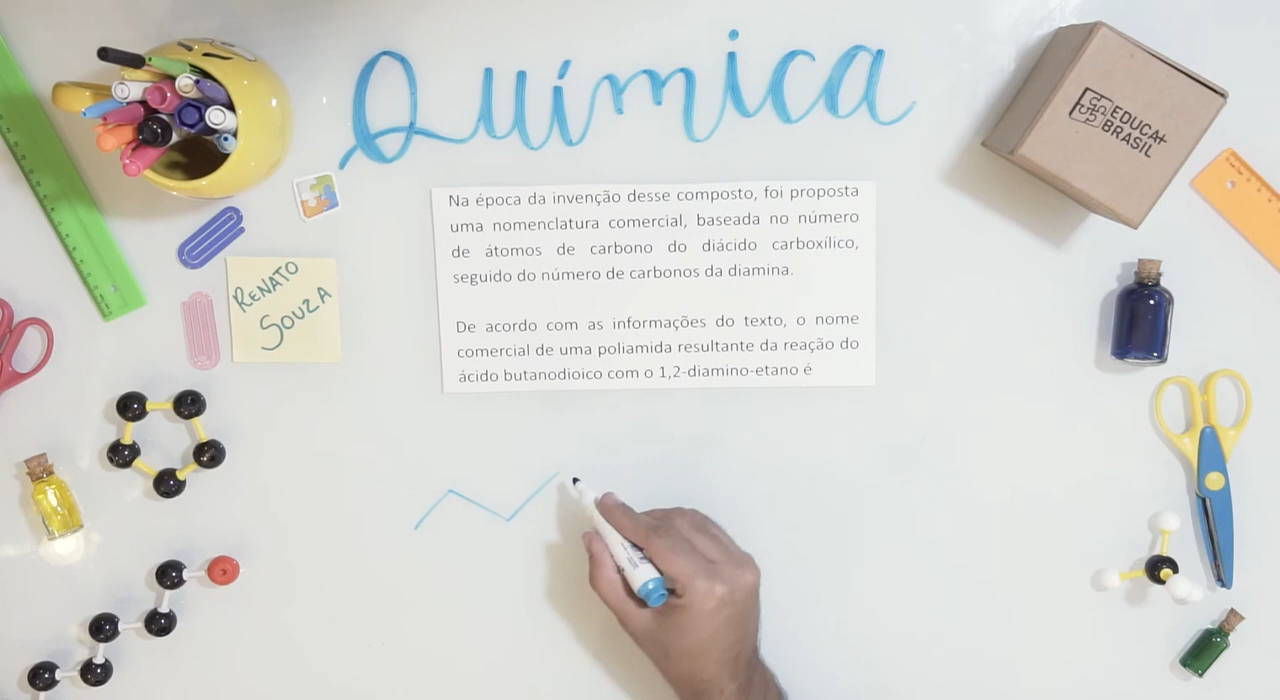 Química
EDUCA+
BRASIL
Na época da invenção desse composto, foi proposta
uma nomenclatura comercial, baseada no número
de átomos de carbono do diácido carboxílico,
seguido do número de carbonos da diamina.
RENATO
SOUZA
De acordo com as informações do texto, o nome
comercial de uma poliamida resultante da reação do
ácido butanodioico com o 1,2-diamino-etano é